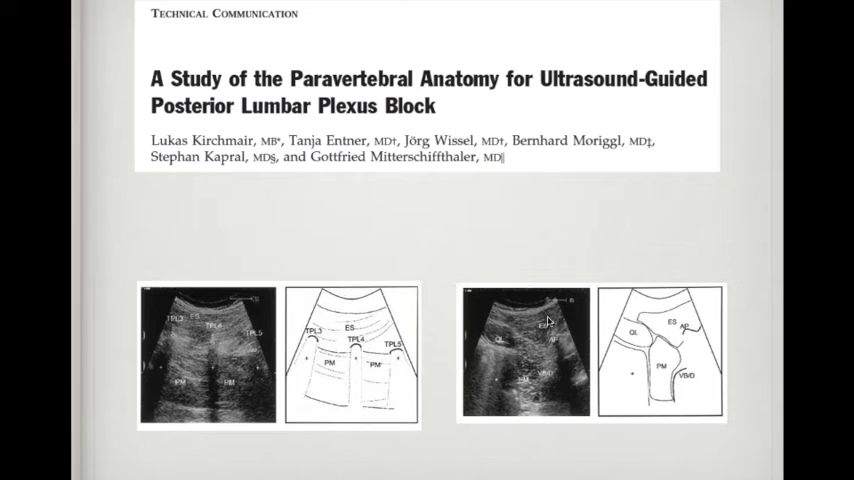 TECHNICAL COMMUNICATION
A Study of the Paravertebral Anatomy for Ultrasound-Guided
Posterior Lumbar Plexus Block
Lukas Kirchmair, MB*, Tanja Entner, MD†, Jörg Wissel, MD†, Bernhard Moriggl, MD‡,
Stephan Kapral, MD§, and Gottfried Mitterschiffthaler, MD||
TPL3 ES TPL4 TPL5
PM PM
ES
TPL3 TPL4 TPL5
PM PM
ES
QL AP
VB/D
ES AP
QL
PM
VB/D